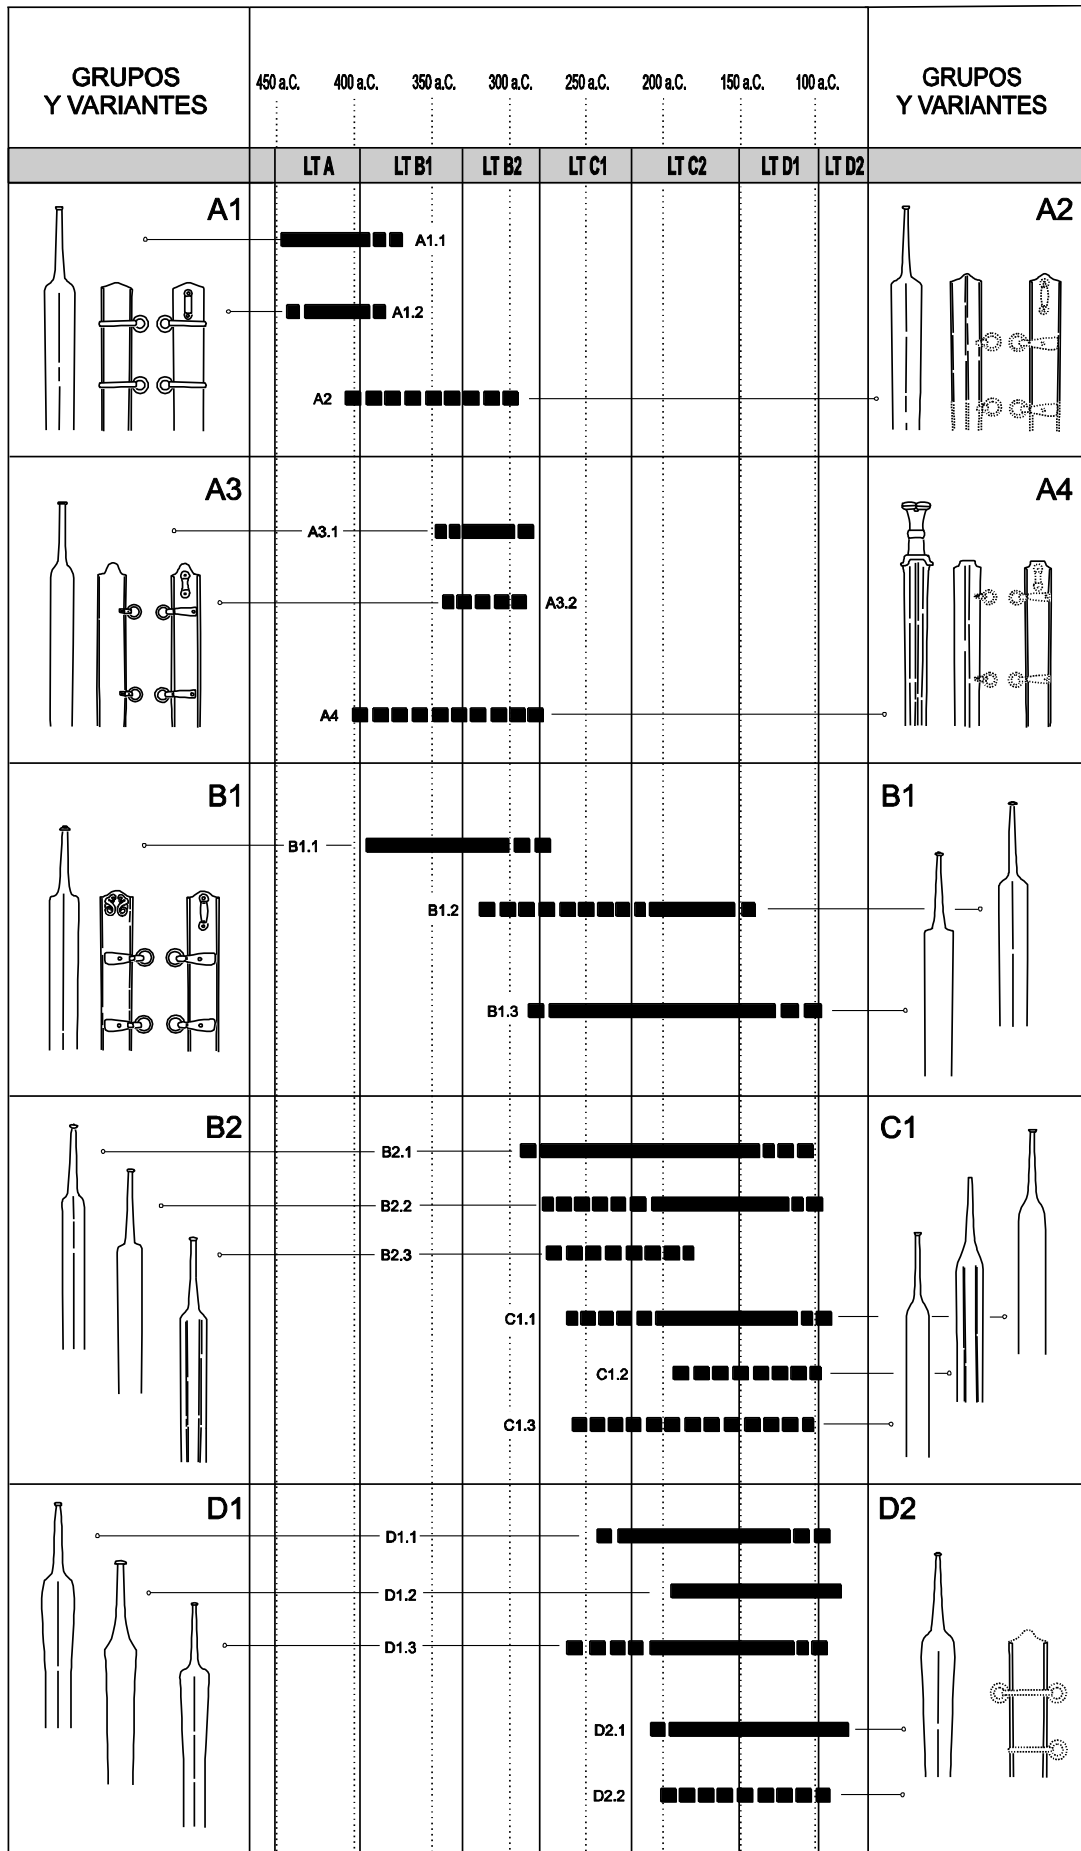 GRUPOS
Y VARIANTES
450 a.C.
400 a.C.
350 a.C.
300 a.C.
250 a.C.
200 a.C.
150 a.C.
100 a.C.
GRUPOS
Y VARIANTES
LT A
LT B1
LT B2
LT C1
LT C2
LT D1
LT D2
A1
A2
A1.1
A1.2
A2
A3
A4
A3.1
A3.2
A4
B1
B1
B1.1
B1.2
B1.3
B2
C1
B2.1
B2.2
B2.3
C1.1
C1.2
C1.3
D1
D2
D1.1
D1.2
D1.3
D2.1
D2.2